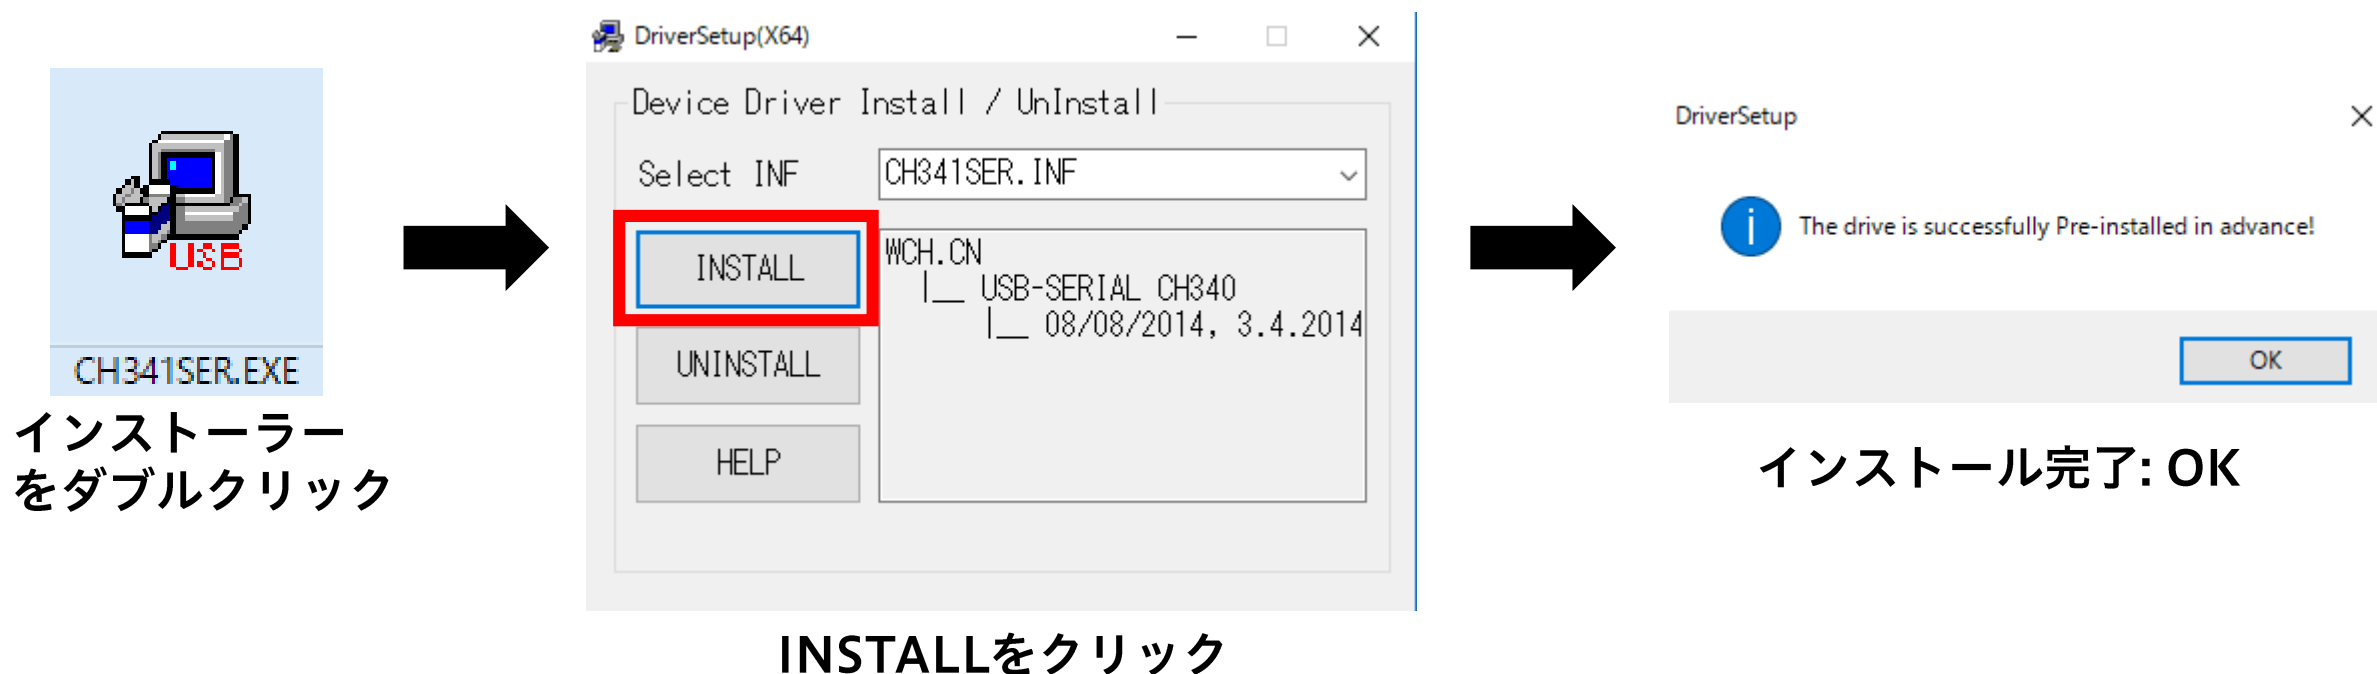 USB
CH341SER.EXE
インストーラー
をダブルクリック
DriverSetup(X64)
Device Driver Install / UnInstall
Select INF
CH341SER.INF
INSTALL
UNINSTALL
HELP
WCH.CN
|__ USB-SERIAL CH340
|__ 08/08/2014, 3.4.2014
INSTALLをクリック
DriverSetup
The drive is successfully Pre-installed in advance!
OK
インストール完了: OK